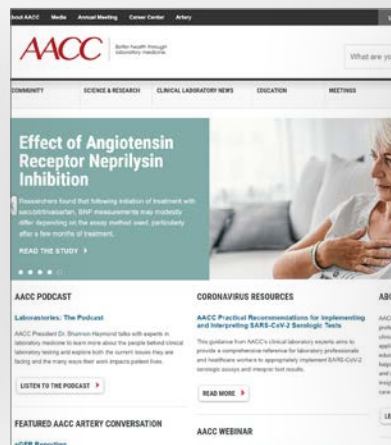 About AACC Media Annual Meeting Career Center Artery
AACC
Better health through
laboratory medicine.
What are you
COMMUNITY SCIENCE & RESEARCH CLINICAL LABORATORY NEWS EDUCATION MEETINGS
Effect of Angiotensin
Receptor Neprilysin
Inhibition
Researchers found that following initiation of treatment with
sacubitril/valsartan, BNP measurements may modestly
differ depending on the assay method used, particularly
after a few months of treatment.
READ THE STUDY
AACC PODCAST
Laborastories: The Podcast
AACC President Dr. Shannon Haymond talks with experts in
laboratory medicine to learn more about the people behind clinical
laboratory testing and explore both the current issues they are
facing and the many ways their work impacts patient lives.
LISTEN TO THE PODCAST
CORONAVIRUS RESOURCES
AACC Practical Recommendations for Implementing
and Interpreting SARS-CoV-2 Serologic Tests
This guidance from AACC's clinical laboratory experts aims to
provide a comprehensive reference for laboratory professionals
and healthcare workers to appropriately implement SARS-CoV-2
serologic assays and interpret test results.
READ MORE
FEATURED AACC ARTERY CONVERSATION
eGFR Reporting
AACC WEBINAR